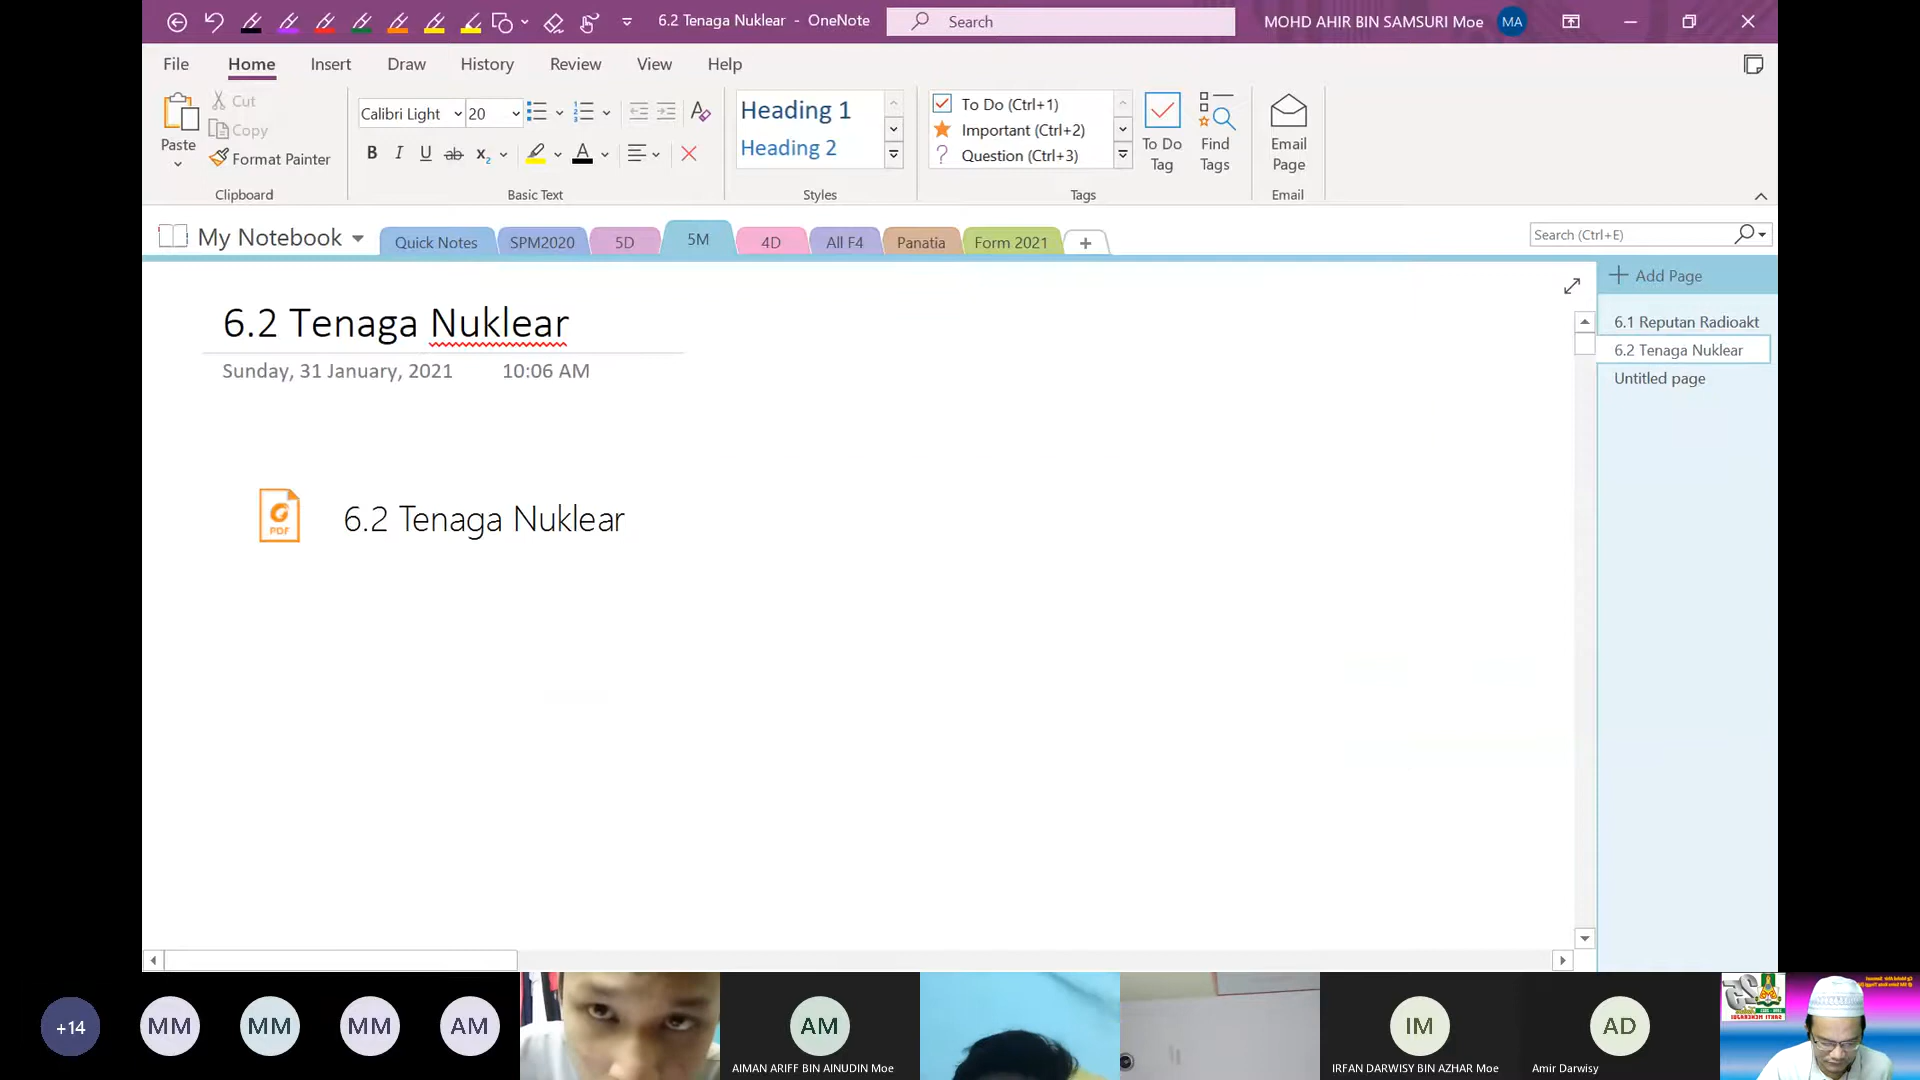 6.2 Tenaga Nuklear - OneNote
Search
MOHD AHIR BIN SAMSURI Moe
MA
File
Home
Insert
Draw
History
Review
View
Help
Paste
Cut
Copy
Format Painter
Clipboard
Calibri Light
20
B
I
U
ab
x₂
A
Basic Text
Heading 1
Heading 2
Styles
To Do (Ctrl+1)
Important (Ctrl+2)
Question (Ctrl+3)
Tags
To Do
Tag
Find
Tags
Email
Page
Email
My Notebook
Quick Notes
SPM2020
5D
5M
4D
All F4
Panatia
Form 2021
+
Search (Ctrl+E)
Add Page
6.1 Reputan Radioakt
6.2 Tenaga Nuklear
Untitled page
6.2 Tenaga Nuklear
Sunday, 31 January, 2021
10:06 AM
PDF
6.2 Tenaga Nuklear
+14
MM
MM
MM
AM
AM
AIMAN ARIFF BIN AINUDIN Moe
IM
IRFAN DARWISY BIN AZHAR Moe
AD
Amir Darwisy